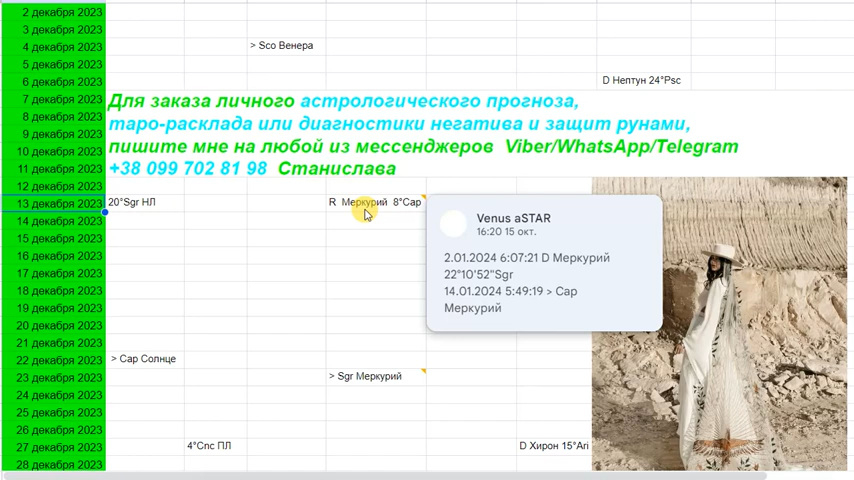 2 декабря 2023
3 декабря 2023
4 декабря 2023 > Sco Венера
5 декабря 2023
6 декабря 2023 D Нептун 24°Psc
7 декабря 2023 Для заказа личного астрологического прогноза,
8 декабря 2023 таро-расклада или диагностики негатива и защит рунами,
9 декабря 2023
10 декабря 2023 пишите мне на любой из мессенджеров Viber/WhatsApp/Telegram
11 декабря 2023 +38 099 702 81 98 Станислава
12 декабря 2023
13 декабря 2023 20°Sgr НЛ R Меркурий 8°Cap
14 декабря 2023
15 декабря 2023
16 декабря 2023
17 декабря 2023
18 декабря 2023
19 декабря 2023
20 декабря 2023
21 декабря 2023
22 декабря 2023 > Cap Солнце
23 декабря 2023 > Sgr Меркурий
24 декабря 2023
25 декабря 2023
26 декабря 2023
27 декабря 2023 4°Cnc ПЛ D Хирон 15°Ari
28 декабря 2023
Venus aSTAR
16:20 15 окт.
2.01.2024 6:07:21 D Меркурий
22°10'52"Sgr
14.01.2024 5:49:19 > Cap
Меркурий